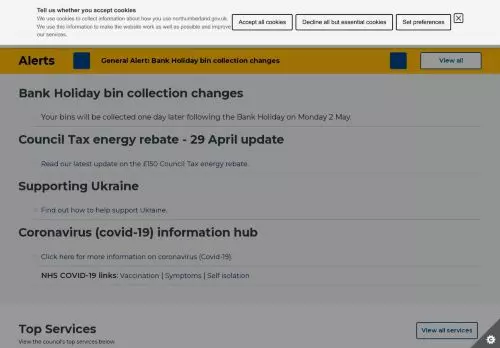 Tell us whether you accept cookies
We use cookies to collect information about how you use northumberland.gov.uk.
We use this information to make the website work as well as possible and improve
our services.
Accept all cookies
Decline all but essential cookies
Set preferences
Alerts
General Alert: Bank Holiday bin collection changes
View all
Bank Holiday bin collection changes
Your bins will be collected one day later following the Bank Holiday on Monday 2 May.
Council Tax energy rebate - 29 April update
Read our latest update on the £150 Council Tax energy rebate.
Supporting Ukraine
Find out how to help support Ukraine.
Coronavirus (covid-19) information hub
Click here for more information on coronavirus (Covid-19).
NHS COVID-19 links: Vaccination | Symptoms | Self isolation
Top Services
View the council's top services below
View all services